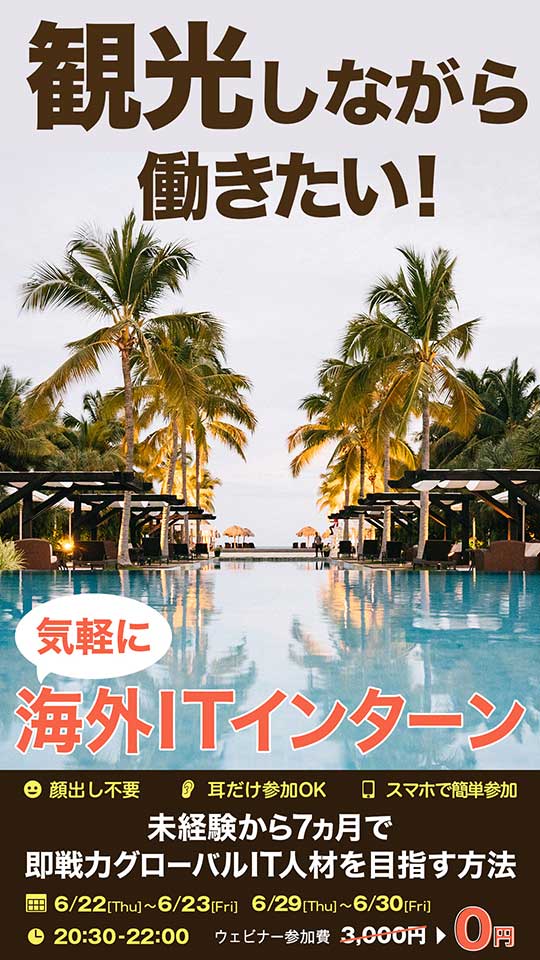 観光しながら
働きたい!
気軽に
海外ITインターン
顔出し不要 耳だけ参加OK スマホで簡単参加
未経験から7ヵ月で
即戦力グローバルIT人材を目指す方法
6/22[Thu]~6/23[Fri] 6/29[Thu]~6/30[Fri]
20:30-22:00 ウェビナー参加費 3,000円 0円